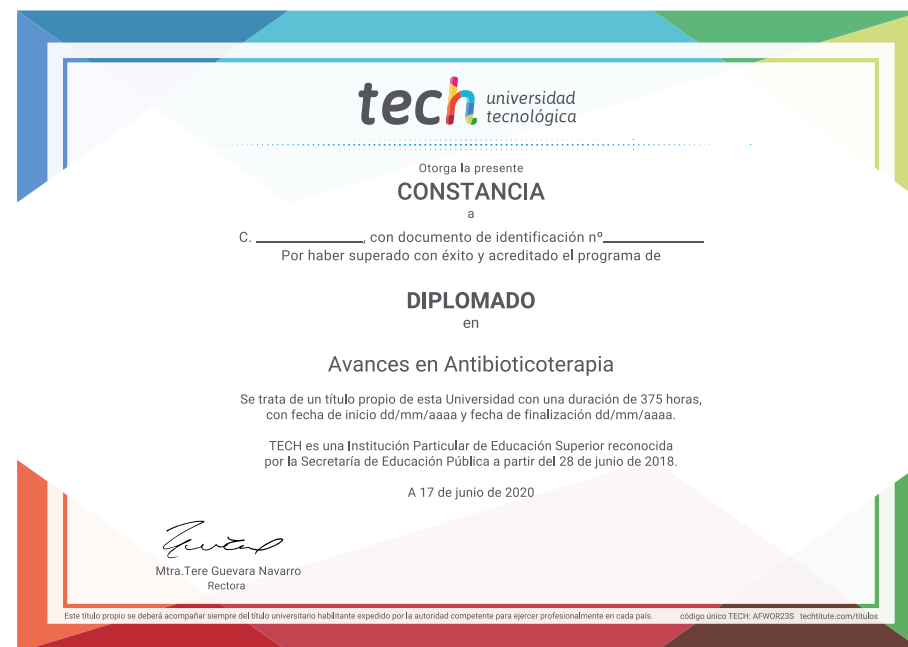 tech universidad
tecnológica
Otorga la presente
CONSTANCIA
a
C. ____________, con documento de identificación nº____________
Por haber superado con éxito y acreditado el programa de
DIPLOMADO
en
Avances en Antibioticoterapia
Se trata de un título propio de esta Universidad con una duración de 375 horas,
con fecha de inicio dd/mm/aaaa y fecha de finalización dd/mm/aaaa.
TECH es una Institución Particular de Educación Superior reconocida
por la Secretaría de Educación Pública a partir del 28 de junio de 2018.
A 17 de junio de 2020
Mtra.Tere Guevara Navarro
Rectora
Este título propio se deberá acompañar siempre del título universitario habilitante expedido por la autoridad competente para ejercer profesionalmente en cada país. código único TECH: AFWOR23S techtitute.com/titulos